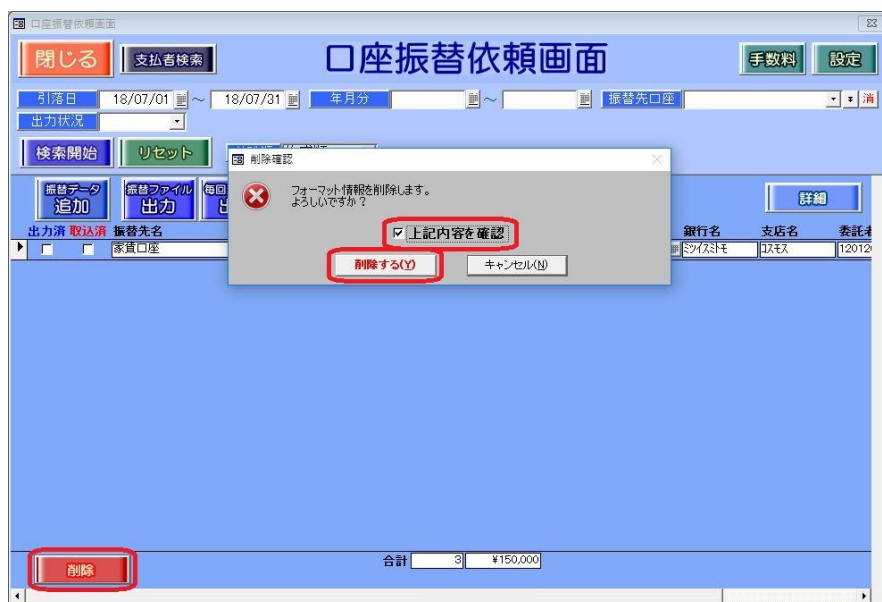 口座振替依頼画面
閉じる
支払者検索
口座振替依頼画面
手数料
設定
引落日 18/07/01 ～ 18/07/31 年月分 ～ 振替先口座 消
出力状況
検索開始
リセット
削除確認
フォーマット情報を削除します。
よろしいですか？
上記内容を確認
削除する(Y)
キャンセル(N)
振替データ
追加
振替ファイル
出力
毎回
詳細
出力済 取込済 振替先名 銀行名 支店名 委託者
家賃口座 ﾐﾂｲｽﾐﾄﾓ ｺｽﾓｽ 12012
削除
合計 3 ¥150,000